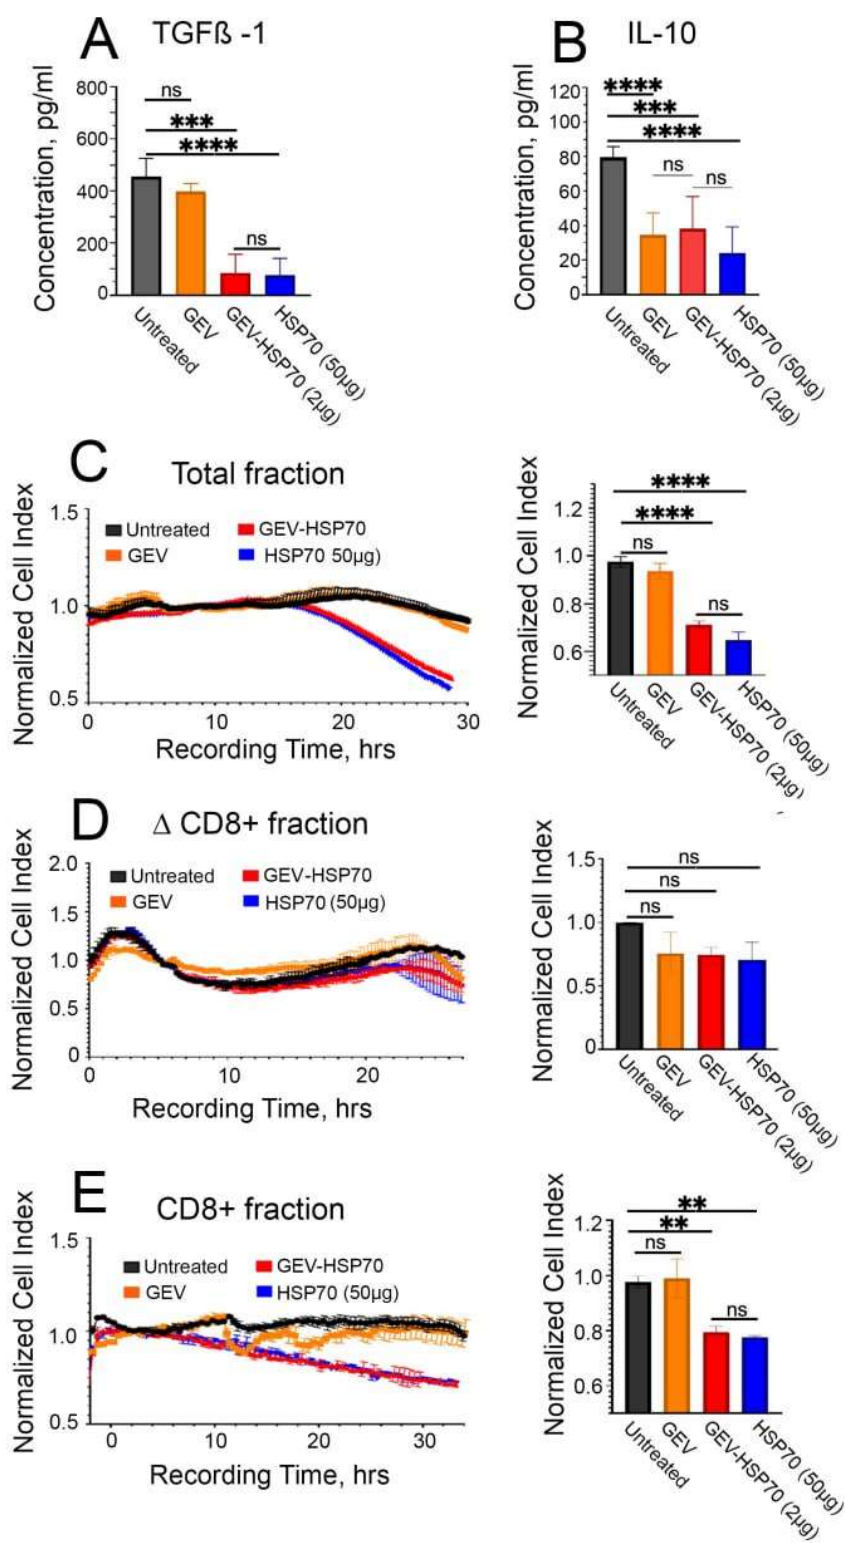 A TGFß -1
Concentration, pg/ml
800
600
400
200
0
ns
***
****
ns
Untreated
GEV
GEV-HSP70 (2µg)
HSP70 (50µg)
B IL-10
Concentration, pg/ml
120
100
80
60
40
20
0
****
***
****
ns
ns
Untreated
GEV
GEV-HSP70 (2µg)
HSP70 (50µg)
C Total fraction
Normalized Cell Index
1.5
1.0
0.5
Untreated
GEV-HSP70
GEV
HSP70 50µg)
0 10 20 30
Recording Time, hrs
Normalized Cell Index
1.2
1.0
0.8
0.6
****
****
ns
ns
Untreated
GEV
GEV-HSP70 (2µg)
HSP70 (50µg)
D Δ CD8+ fraction
Normalized Cell Index
2.0
1.5
1.0
0.5
0
Untreated
GEV-HSP70
GEV
HSP70 (50µg)
0 10 20
Recording Time, hrs
Normalized Cell Index
1.5
1.0
0.5
0
ns
ns
ns
Untreated
GEV
GEV-HSP70 (2µg)
HSP70 (50µg)
E CD8+ fraction
Normalized Cell Index
1.5
1.0
0.5
Untreated
GEV-HSP70
GEV
HSP70 (50µg)
0 10 20 30
Recording Time, hrs
Normalized Cell Index
1.2
1.0
0.8
0.6
**
**
ns
ns
Untreated
GEV
GEV-HSP70 (2µg)
HSP70 (50µg)